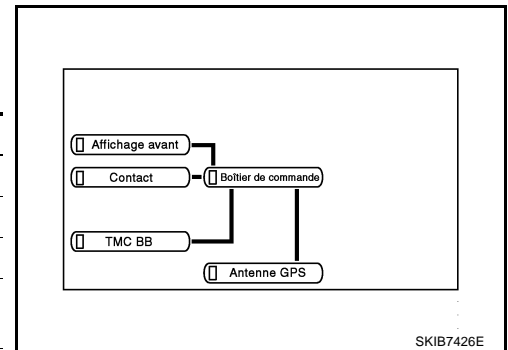 Affichage avant
Contact
Boîtier de commande
TMC BB
Antenne GPS
SKIB7426E